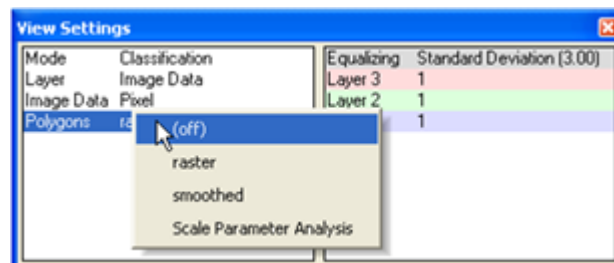 View Settings
Mode Classification
Layer Image Data
Image Data Pixel
Polygons
Equalizing Standard Deviation (3.00)
Layer 3 1
Layer 2 1
1
(off)
raster
smoothed
Scale Parameter Analysis